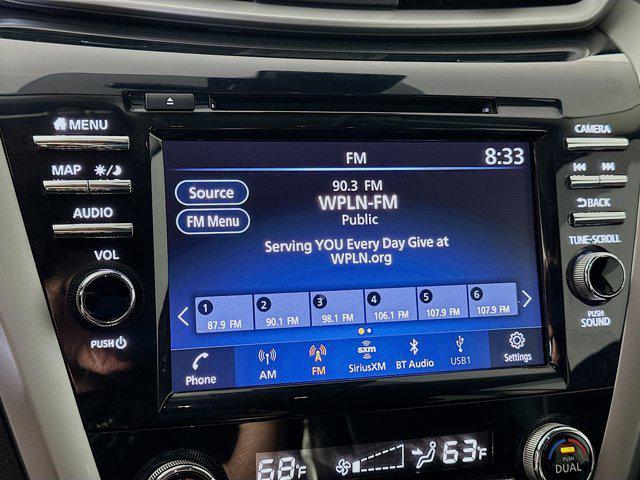 MENU
CAMERA
FM
8:33
MAP
Source
90.3 FM
WPLN-FM
BACK
AUDIO
FM Menu
Public
Serving YOU Every Day Give at
WPLN.org
TUNE·SCROLL
VOL
1 2 3 4 5 6
87.9 FM 90.1 FM 98.1 FM 106.1 FM 107.9 FM 107.9 FM
PUSH
SOUND
PUSH
Phone
AM
FM
sxm
SiriusXM
BT Audio
USB1
Settings
68°F
63°F
PUSH
DUAL